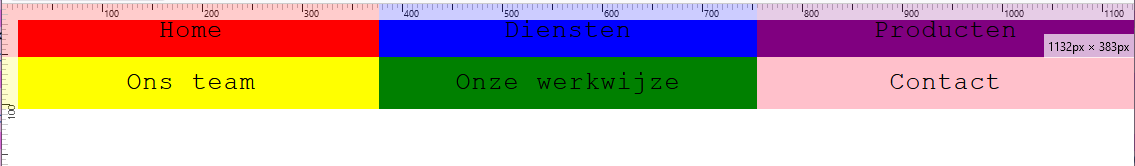 100 200 300 400 500 600 700 800 900 1000 1100
Home Diensten Producten
1132px × 383px
Ons team Onze werkwijze Contact
100